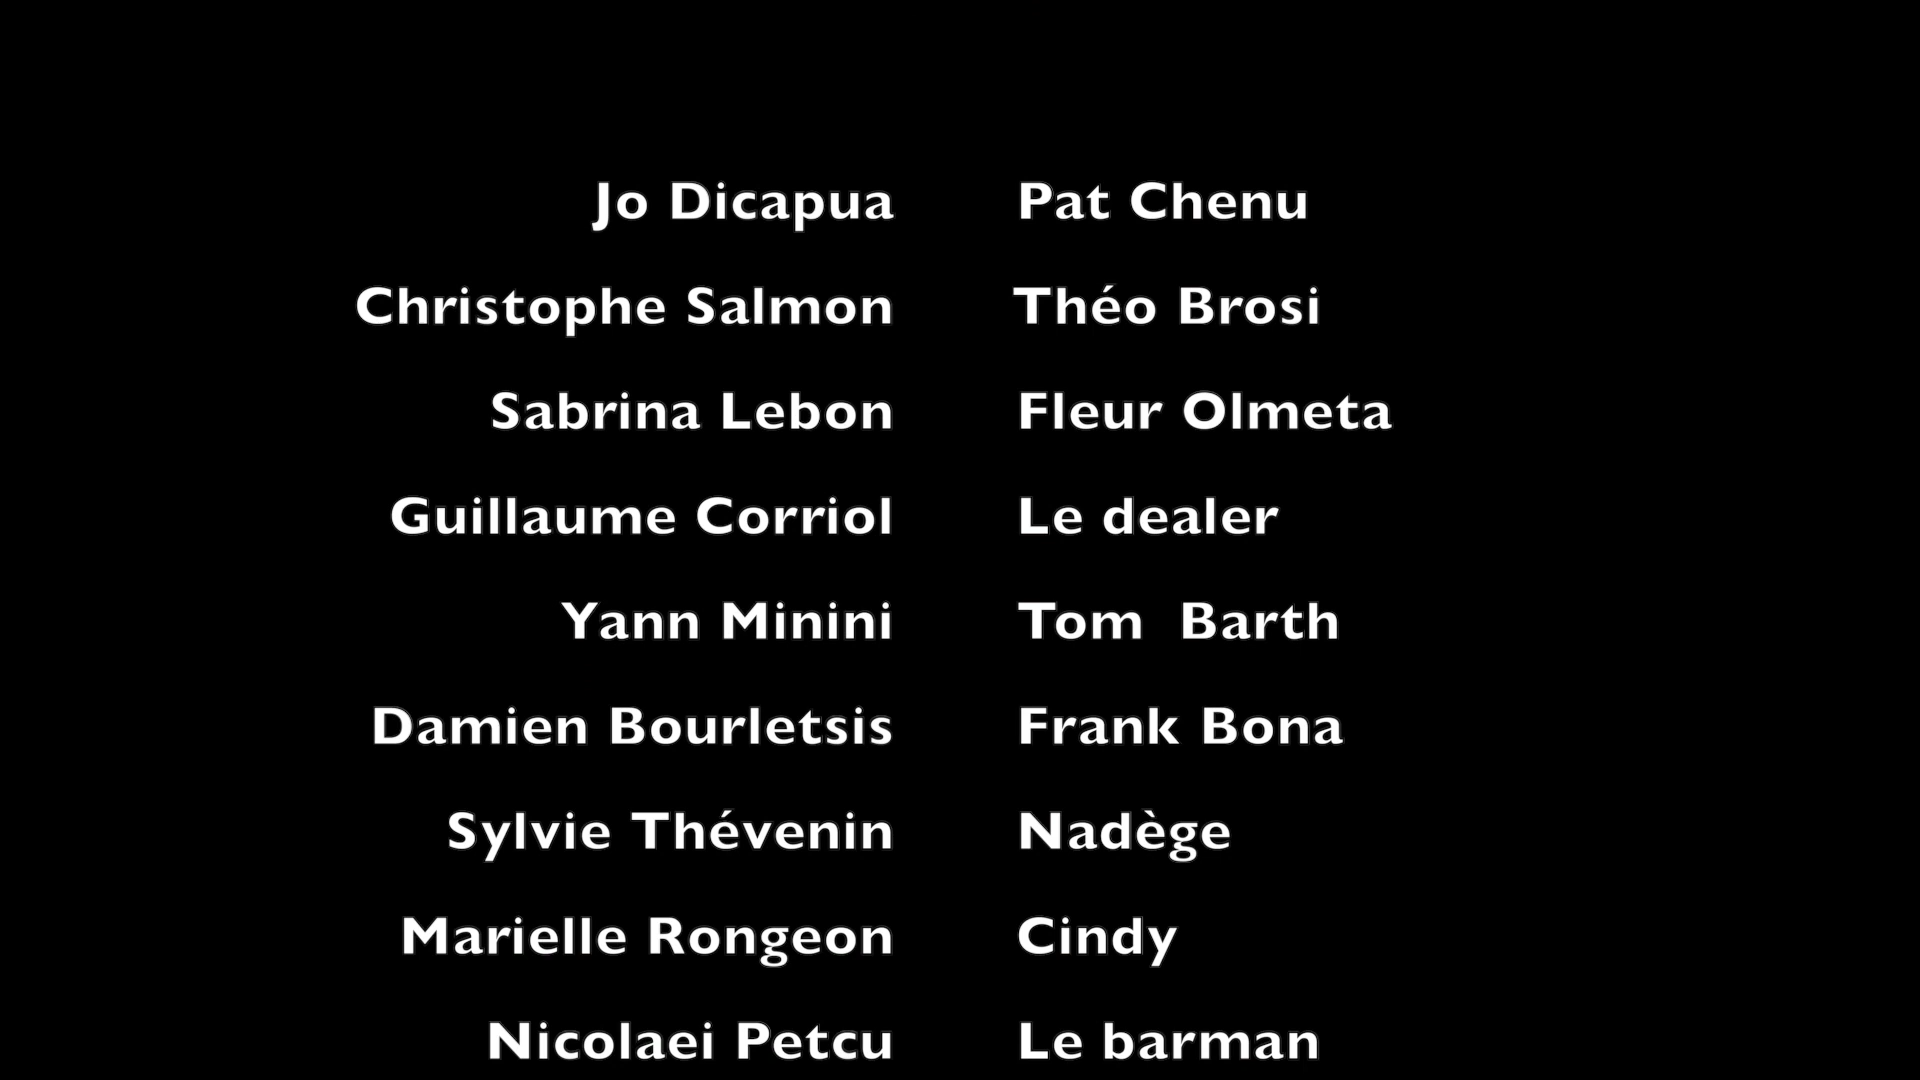 Jo Dicapua Pat Chenu
Christophe Salmon Théo Brosi
Sabrina Lebon Fleur Olmeta
Guillaume Corriol Le dealer
Yann Minini Tom  Barth
Damien Bourletsis Frank Bona
Sylvie Thévenin Nadège
Marielle Rongeon Cindy
Nicolaei Petcu Le barman